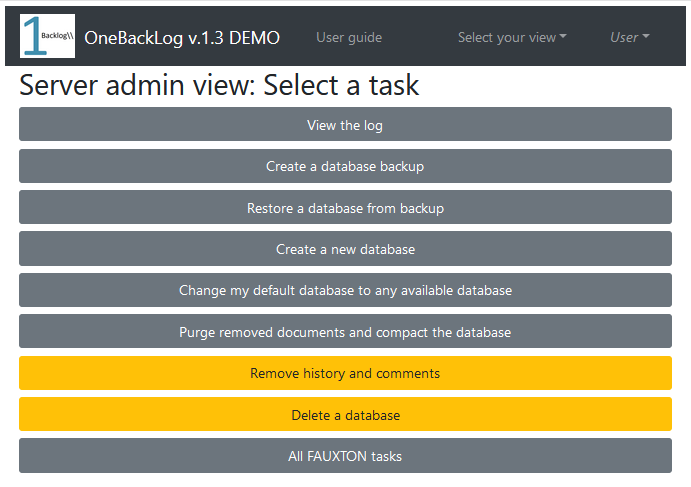 1 Backlog\\
OneBackLog v.1.3 DEMO
User guide
Select your view
User
Server admin view: Select a task
View the log
Create a database backup
Restore a database from backup
Create a new database
Change my default database to any available database
Purge removed documents and compact the database
Remove history and comments
Delete a database
All FAUXTON tasks